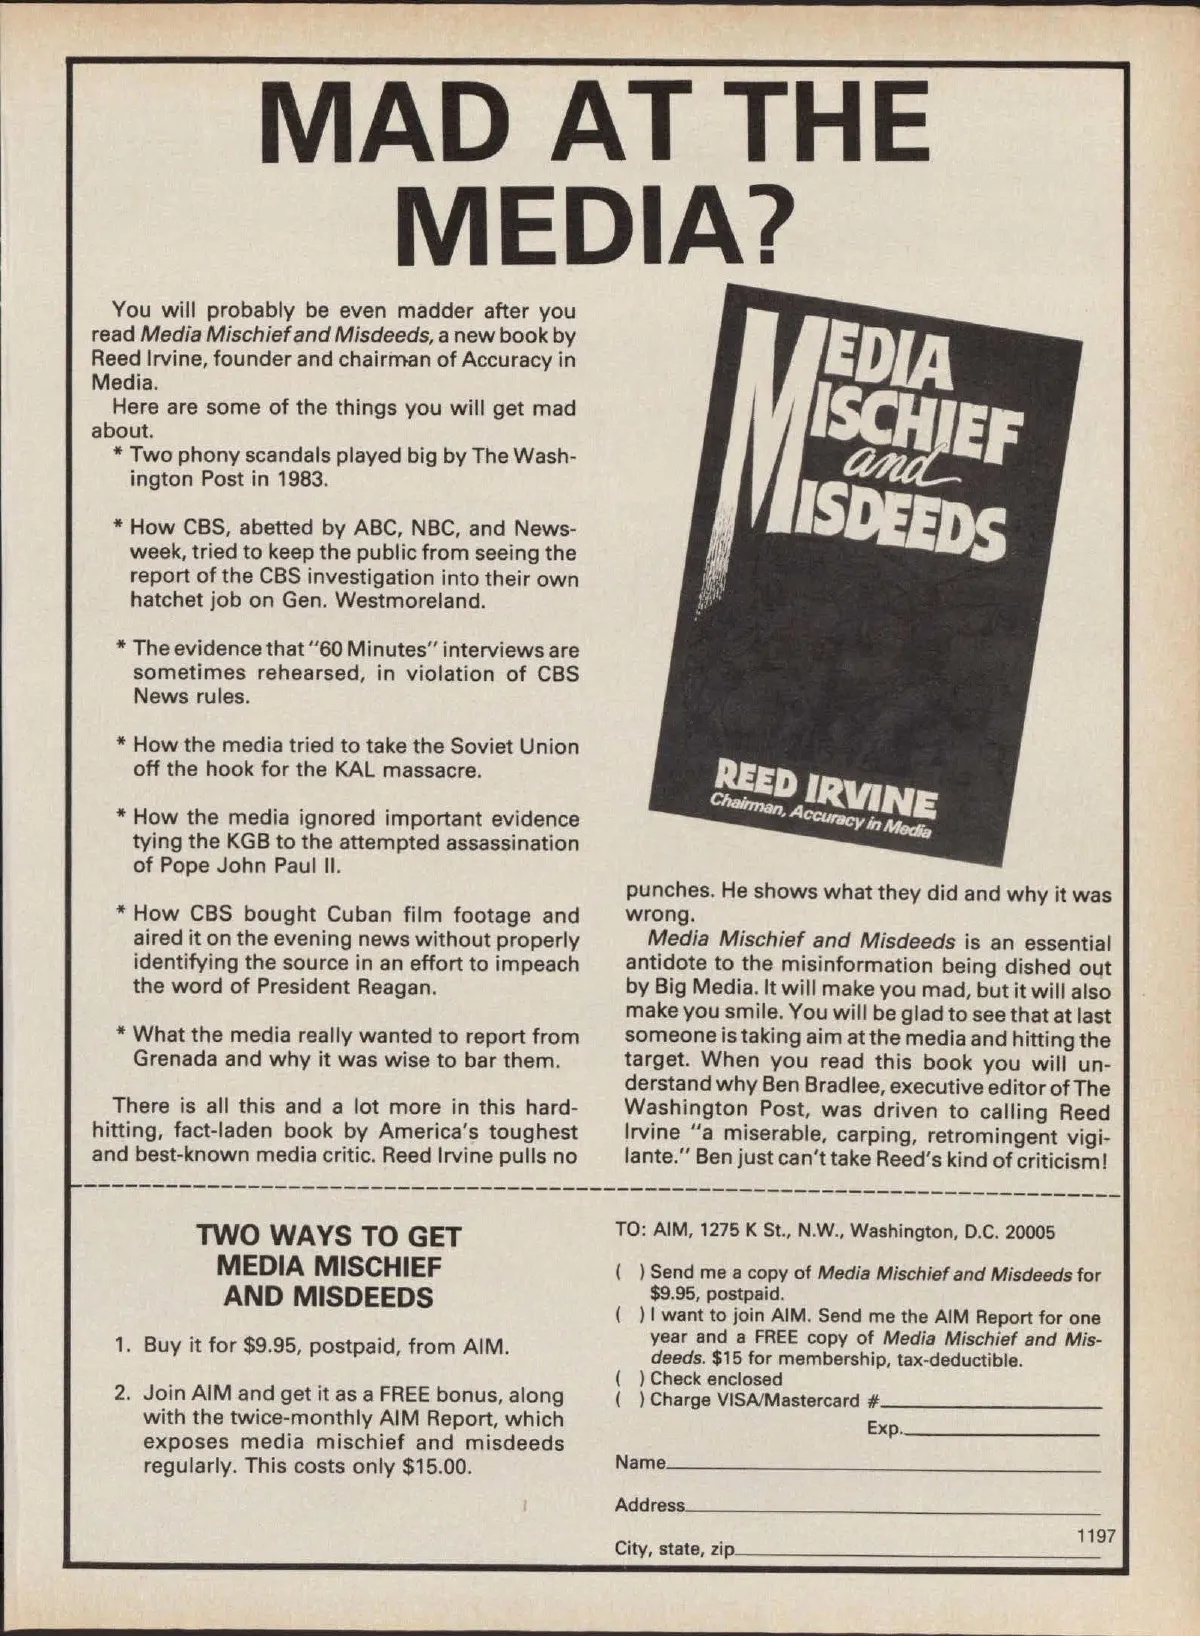 MAD AT THE
MEDIA?
You will probably be even madder after you
read Media Mischief and Misdeeds, a new book by
Reed Irvine, founder and chairman of Accuracy in
Media.
Here are some of the things you will get mad
about.
* Two phony scandals played big by The Wash-
ington Post in 1983.
* How CBS, abetted by ABC, NBC, and News-
week, tried to keep the public from seeing the
report of the CBS investigation into their own
hatchet job on Gen. Westmoreland.
* The evidence that "60 Minutes" interviews are
sometimes rehearsed, in violation of CBS
News rules.
* How the media tried to take the Soviet Union
off the hook for the KAL massacre.
* How the media ignored important evidence
tying the KGB to the attempted assassination
of Pope John Paul II.
* How CBS bought Cuban film footage and
aired it on the evening news without properly
identifying the source in an effort to impeach
the word of President Reagan.
* What the media really wanted to report from
Grenada and why it was wise to bar them.
There is all this and a lot more in this hard-
hitting, fact-laden book by America's toughest
and best-known media critic. Reed Irvine pulls no
MEDIA
MISCHIEF
and
MISDEEDS
REED IRVINE
Chairman, Accuracy in Media
punches. He shows what they did and why it was
wrong.
Media Mischief and Misdeeds is an essential
antidote to the misinformation being dished out
by Big Media. It will make you mad, but it will also
make you smile. You will be glad to see that at last
someone is taking aim at the media and hitting the
target. When you read this book you will un-
derstand why Ben Bradlee, executive editor of The
Washington Post, was driven to calling Reed
Irvine "a miserable, carping, retromingent vigi-
lante." Ben just can't take Reed's kind of criticism!
TWO WAYS TO GET
MEDIA MISCHIEF
AND MISDEEDS
1. Buy it for $9.95, postpaid, from AIM.
2. Join AIM and get it as a FREE bonus, along
with the twice-monthly AIM Report, which
exposes media mischief and misdeeds
regularly. This costs only $15.00.
TO: AIM, 1275 K St., N.W., Washington, D.C. 20005
( ) Send me a copy of Media Mischief and Misdeeds for
$9.95, postpaid.
( ) I want to join AIM. Send me the AIM Report for one
year and a FREE copy of Media Mischief and Mis-
deeds. $15 for membership, tax-deductible.
( ) Check enclosed
( ) Charge VISA/Mastercard #
Exp.
Name
Address
City, state, zip
1197